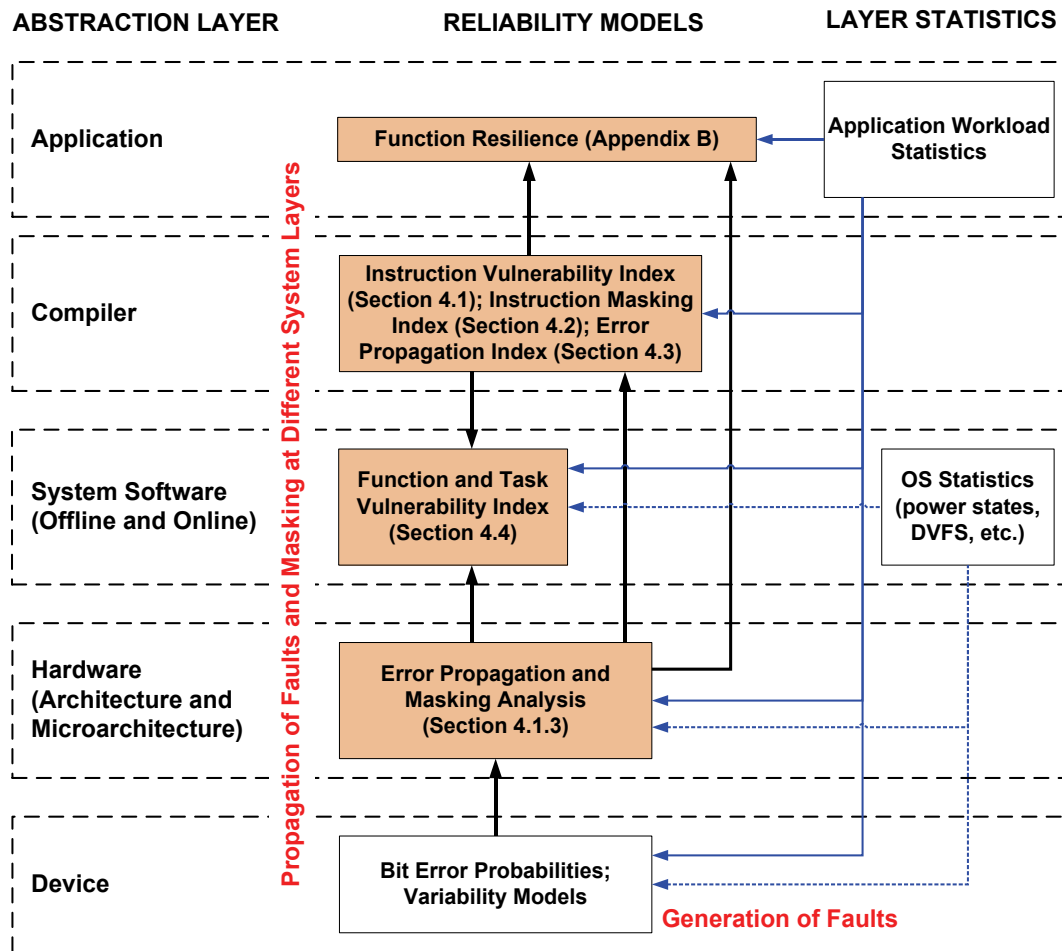 ABSTRACTION LAYER
RELIABILITY MODELS
LAYER STATISTICS
Application
Function Resilience (Appendix B)
Application Workload
Statistics
Compiler
Instruction Vulnerability Index
(Section 4.1); Instruction Masking
Index (Section 4.2); Error
Propagation Index (Section 4.3)
System Software
(Offline and Online)
Function and Task
Vulnerability Index
(Section 4.4)
OS Statistics
(power states,
DVFS, etc.)
Hardware
(Architecture and
Microarchitecture)
Error Propagation and
Masking Analysis
(Section 4.1.3)
Device
Bit Error Probabilities;
Variability Models
Generation of Faults
Propagation of Faults and Masking at Different System Layers